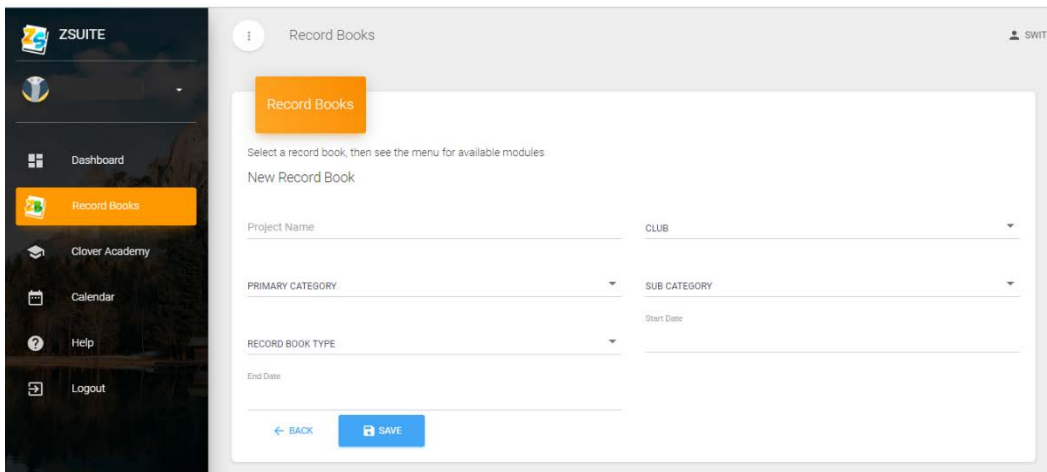 ZSUITE
Dashboard
Record Books
Clover Academy
Calendar
Help
Logout
Record Books
SWIT
Record Books
Select a record book, then see the menu for available modules
New Record Book
Project Name
CLUB
PRIMARY CATEGORY
SUB CATEGORY
RECORD BOOK TYPE
Start Date
End Date
BACK
SAVE